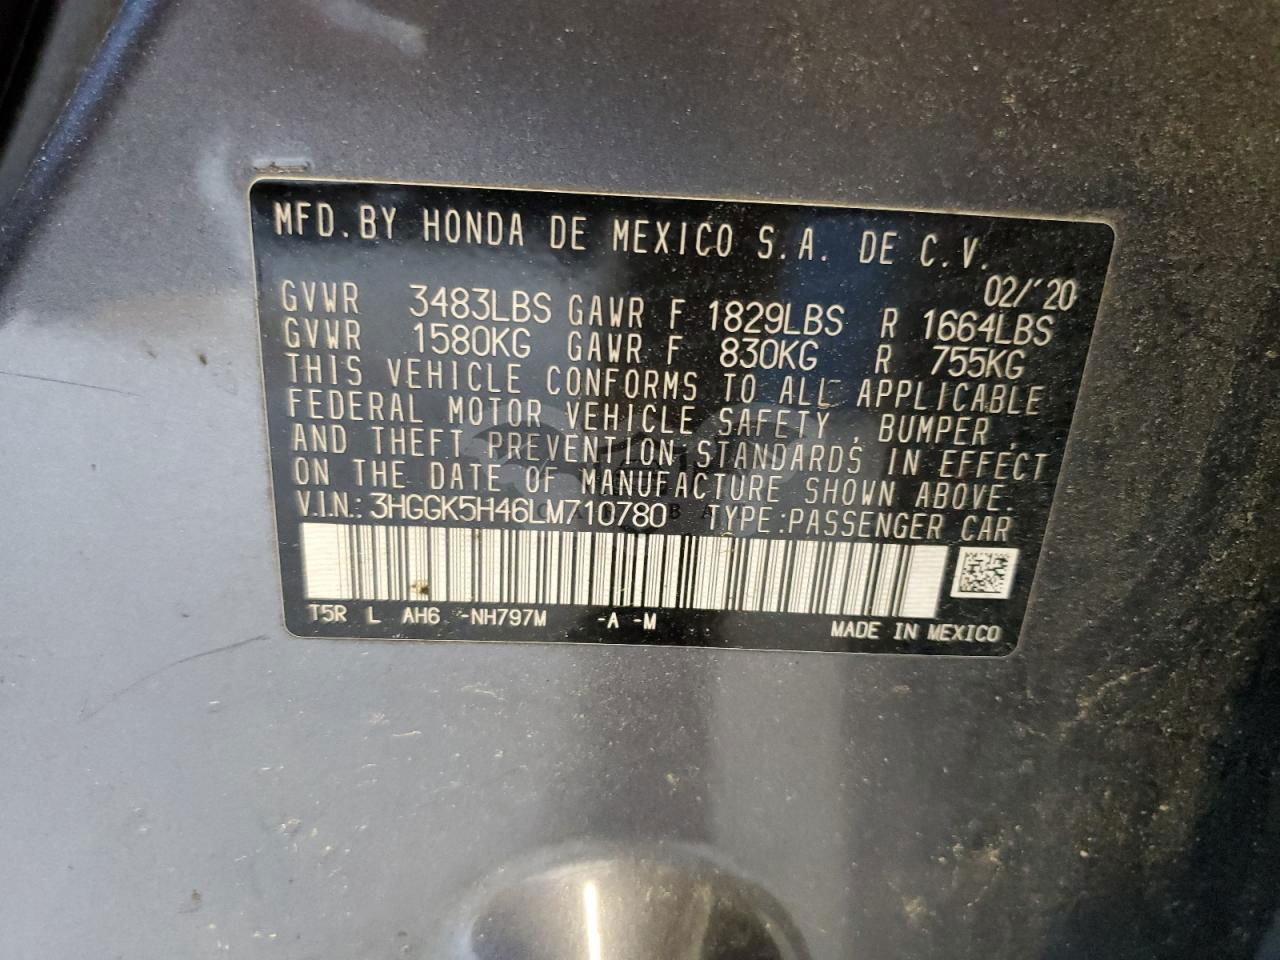 MFD. BY HONDA DE MEXICO S.A. DE C.V.
02/'20
GVWR 3483LBS GAWR F 1829LBS R 1664LBS
GVWR 1580KG GAWR F 830KG R 755KG
THIS VEHICLE CONFORMS TO ALL APPLICABLE
FEDERAL MOTOR VEHICLE SAFETY, BUMPER,
AND THEFT PREVENTION STANDARDS IN EFFECT
ON THE DATE OF MANUFACTURE SHOWN ABOVE.
V.I.N.: 3HGGK5H46LM710780 TYPE:PASSENGER CAR
T5R L AH6 -NH797M -A -M
MADE IN MEXICO